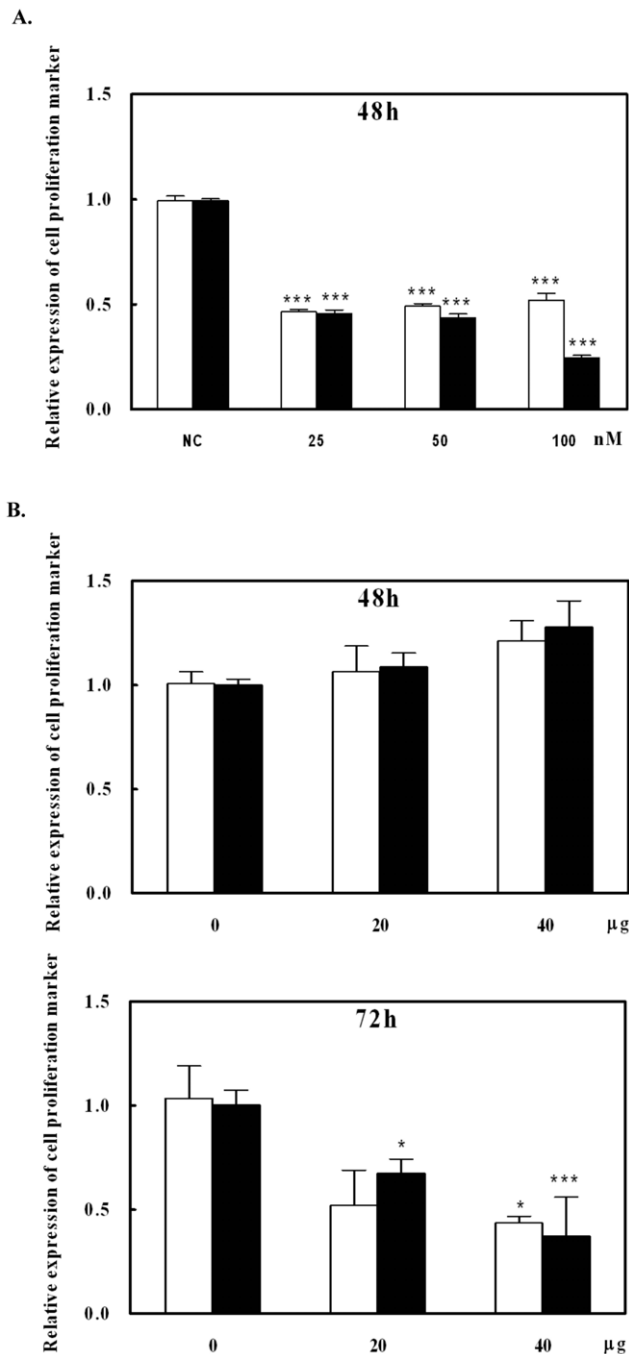 A.
Relative expression of cell proliferation marker
48h
1.5
1.0
0.5
0.0
*** ***
*** ***
*** ***
NC 25 50 100 nM
B.
Relative expression of cell proliferation marker
48h
1.5
1.0
0.5
0.0
0 20 40 μg
Relative expression of cell proliferation marker
72h
1.5
1.0
0.5
0.0
*
* ***
0 20 40 μg